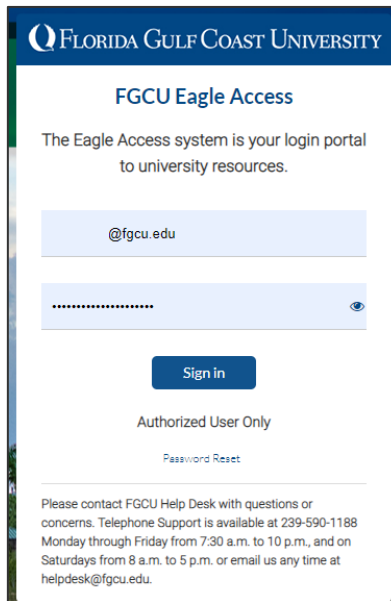 FLORIDA GULF COAST UNIVERSITY
FGCU Eagle Access
The Eagle Access system is your login portal
to university resources.
@fgcu.edu
•••••••••••••••••••••
Sign in
Authorized User Only
Password Reset
Please contact FGCU Help Desk with questions or
concerns. Telephone Support is available at 239-590-1188
Monday through Friday from 7:30 a.m. to 10 p.m., and on
Saturdays from 8 a.m. to 5 p.m. or email us any time at
helpdesk@fgcu.edu.